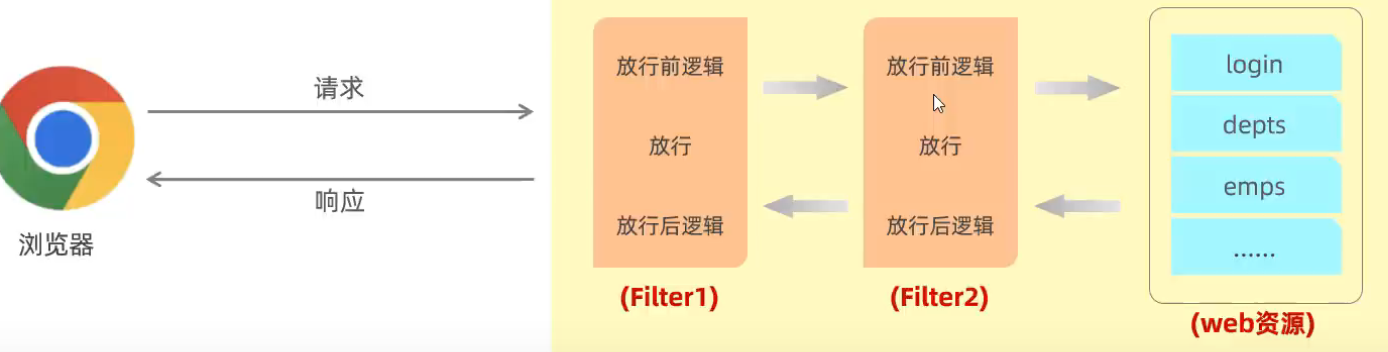 浏览器
请求
响应
放行前逻辑
放行
放行后逻辑
(Filter1)
放行前逻辑
放行
放行后逻辑
(Filter2)
login
depts
emps
......
(web资源)